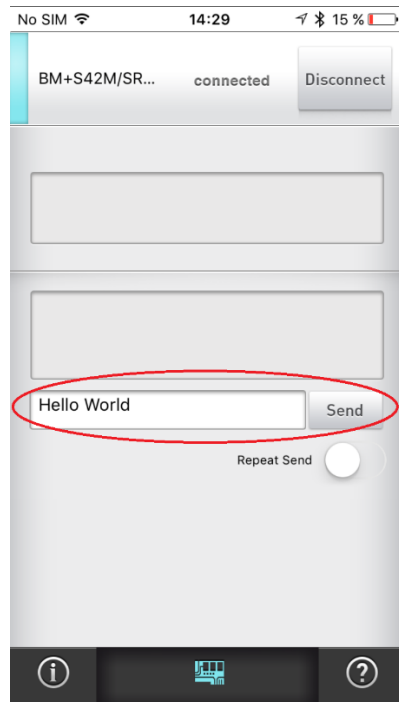 No SIM 14:29 15 %
BM+S42M/SR... connected Disconnect
Hello World Send
Repeat Send